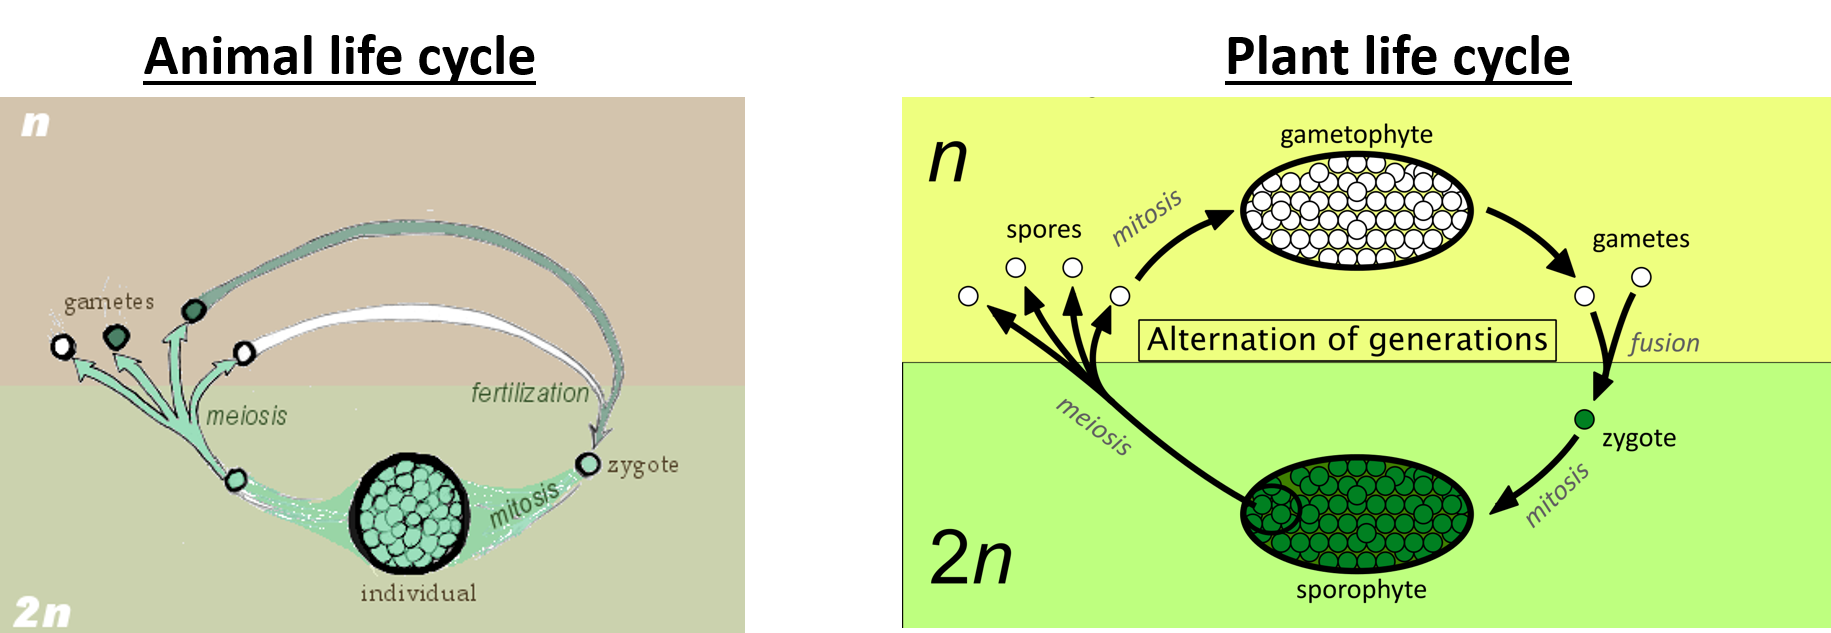 Animal life cycle
n
gametes
meiosis
fertilization
zygote
mitosis
individual
2n
Plant life cycle
n
gametophyte
mitosis
spores
gametes
Alternation of generations
fusion
meiosis
zygote
mitosis
2n
sporophyte